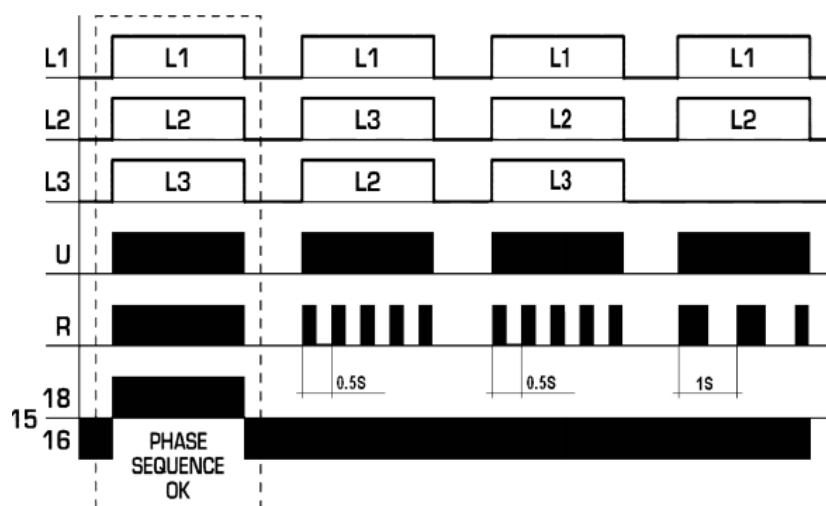 L1 L1 L1 L1 L1
L2 L2 L3 L2 L2
L3 L3 L2 L3
U
R
0.5S 0.5S 1S
18
15
16
PHASE
SEQUENCE
OK